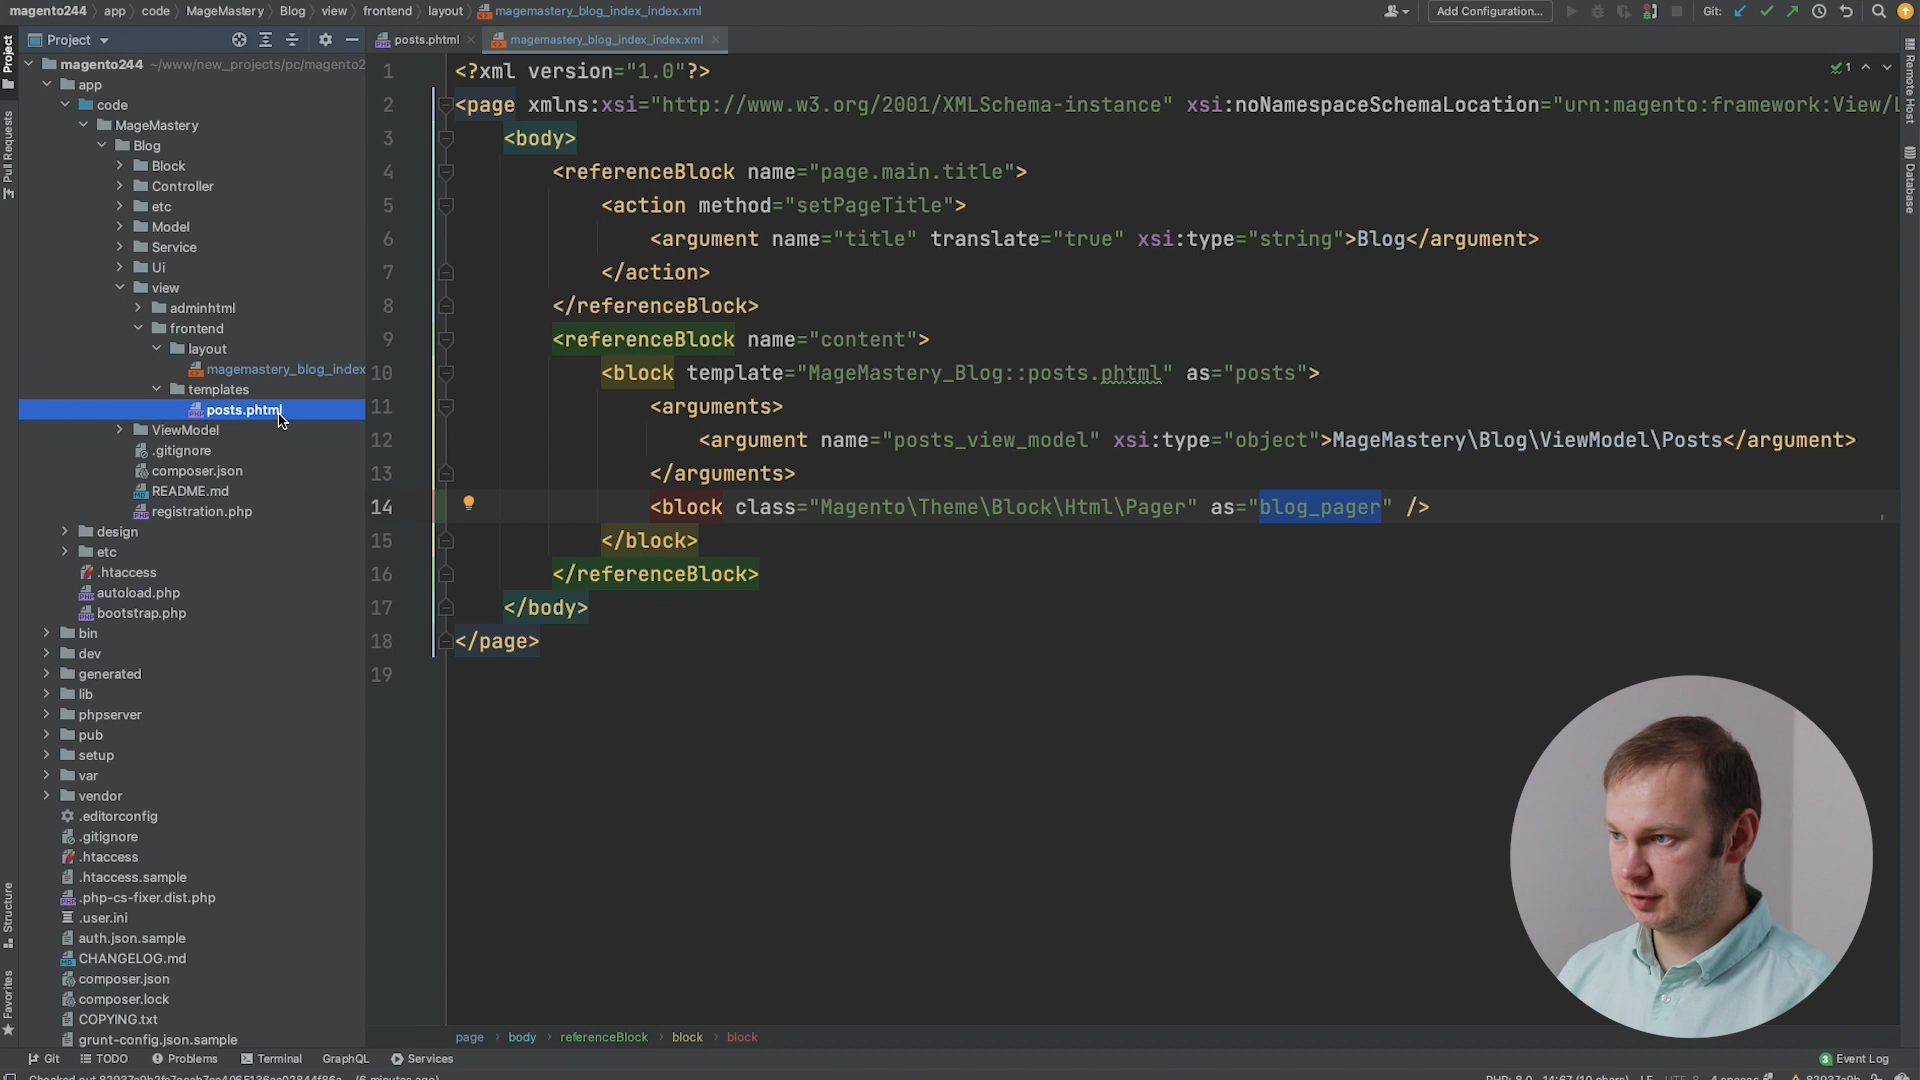 magento244 app code MageMastery Blog view frontend layout magemastery_blog_index_index.xml
Add Configuration...
Git:
Project
posts.phtml
magemastery_blog_index_index.xml
Project
Pull Requests
Structure
Favorites
magento244 ~/www/new_projects/pc/magento2
app
code
MageMastery
Blog
Block
Controller
etc
Model
Service
Ui
view
adminhtml
frontend
layout
magemastery_blog_index
templates
posts.phtml
ViewModel
.gitignore
composer.json
README.md
registration.php
design
etc
.htaccess
autoload.php
bootstrap.php
bin
dev
generated
lib
phpserver
pub
setup
var
vendor
.editorconfig
.gitignore
.htaccess
.htaccess.sample
.php-cs-fixer.dist.php
.user.ini
auth.json.sample
CHANGELOG.md
composer.json
composer.lock
COPYING.txt
grunt-config.json.sample
1 <?xml version="1.0"?>
2 <page xmlns:xsi="http://www.w3.org/2001/XMLSchema-instance" xsi:noNamespaceSchemaLocation="urn:magento:framework:View/L
3 <body>
4 <referenceBlock name="page.main.title">
5 <action method="setPageTitle">
6 <argument name="title" translate="true" xsi:type="string">Blog</argument>
7 </action>
8 </referenceBlock>
9 <referenceBlock name="content">
10 <block template="MageMastery_Blog::posts.phtml" as="posts">
11 <arguments>
12 <argument name="posts_view_model" xsi:type="object">MageMastery\Blog\ViewModel\Posts</argument>
13 </arguments>
14 <block class="Magento\Theme\Block\Html\Pager" as="blog_pager" />
15 </block>
16 </referenceBlock>
17 </body>
18 </page>
19
1
Remote Host
Database
page body referenceBlock block block
Git TODO Problems Terminal GraphQL Services
3 Event Log